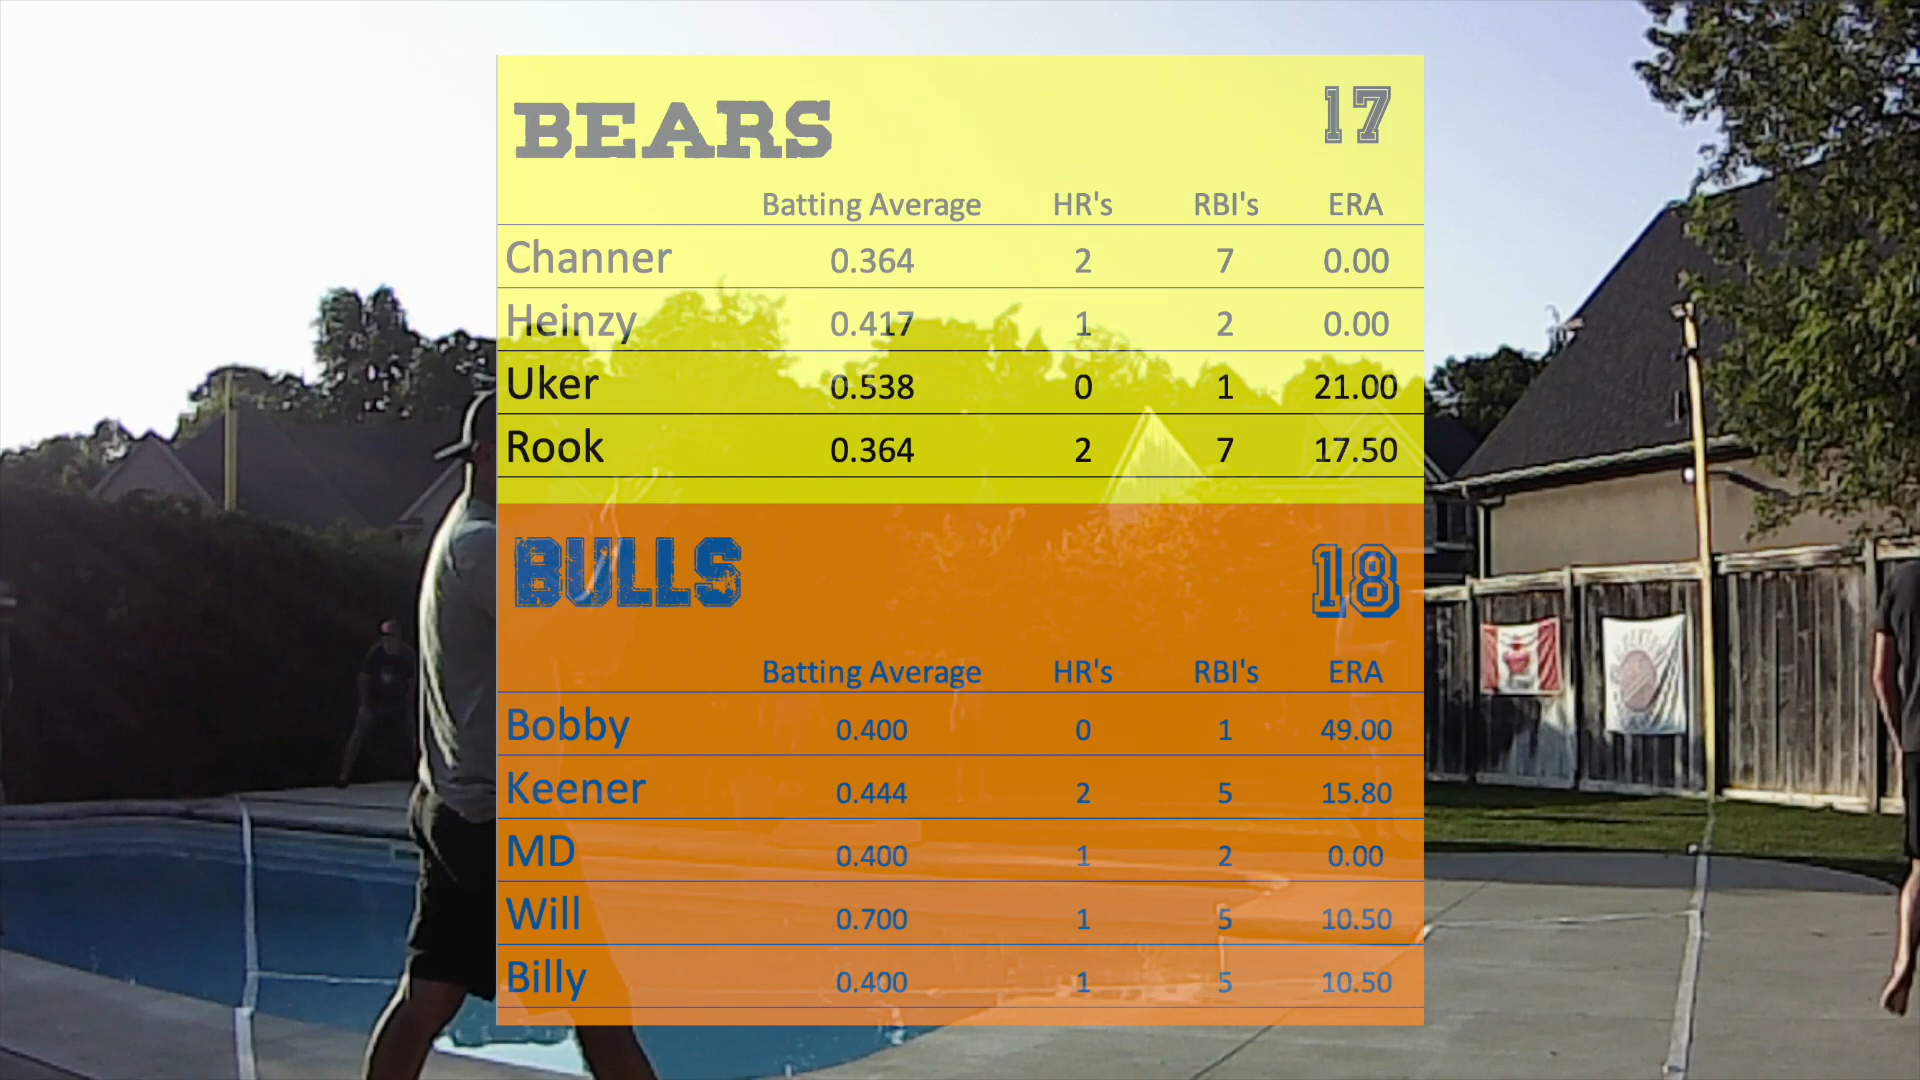 BEARS 17
Batting Average HR's RBI's ERA
Channer 0.364 2 7 0.00
Heinzy 0.417 1 2 0.00
Uker 0.538 0 1 21.00
Rook 0.364 2 7 17.50
BULLS 18
Batting Average HR's RBI's ERA
Bobby 0.400 0 1 49.00
Keener 0.444 2 5 15.80
MD 0.400 1 2 0.00
Will 0.700 1 5 10.50
Billy 0.400 1 5 10.50